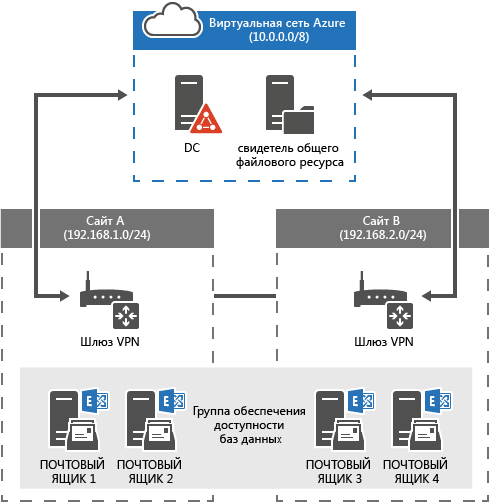 Виртуальная сеть Azure
(10.0.0.0/8)
DC
свидетель общего
файлового ресурса
Сайт A
(192.168.1.0/24)
Сайт B
(192.168.2.0/24)
Шлюз VPN
Шлюз VPN
Группа обеспечения
доступности
баз данных
E
E
E
E
ПОЧТОВЫЙ
ЯЩИК 1
ПОЧТОВЫЙ
ЯЩИК 2
ПОЧТОВЫЙ
ЯЩИК 3
ПОЧТОВЫЙ
ЯЩИК 4